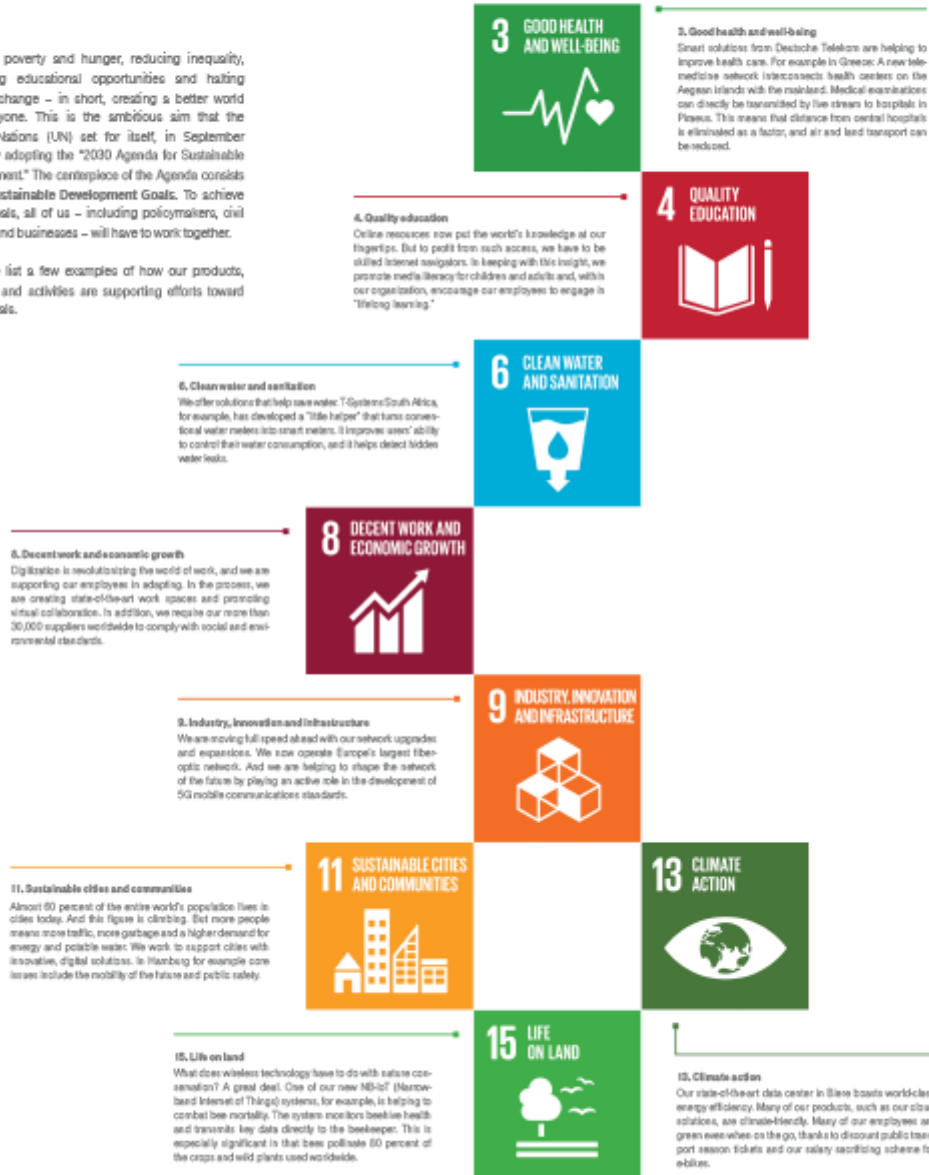 poverty and hunger, reducing inequality,
educational opportunities and halting
change – in short, creating a better world
This is the ambitious aim that the
Nations (UN) set for itself, in September
adopting the "2030 Agenda for Sustainable
The centerpiece of the Agenda consists
Development Goals. To achieve
all of us – including policymakers, civil
and businesses – will have to work together.
list a few examples of how our products,
and activities are supporting efforts toward
3 GOOD HEALTH
AND WELL-BEING
3. Good health and well-being
Smart solutions from Deutsche Telekom are helping to
improve health care. For example in Greece: A new tele-
medicine network interconnects health centers on the
Aegean islands with the mainland. Medical examinations
can directly be transmitted by live stream to hospitals in
Piraeus. This means that distance from central hospitals
is eliminated as a factor, and air and land transport can
be reduced.
4 QUALITY
EDUCATION
4. Quality education
Online resources now put the world's knowledge at our
fingertips. But to profit from such access, we have to be
skilled Internet navigators. In keeping with this insight, we
promote media literacy for children and adults and, within
our organization, encourage our employees to engage in
"lifelong learning."
6 CLEAN WATER
AND SANITATION
6. Clean water and sanitation
We offer solutions that help save water. T-Systems South Africa,
for example, has developed a "little helper" that turns conven-
tional water meters into smart meters. It improves users' ability
to control their water consumption, and it helps detect hidden
water leaks.
8 DECENT WORK AND
ECONOMIC GROWTH
8. Decent work and economic growth
Digitization is revolutionizing the world of work, and we are
supporting our employees in adapting. In the process, we
are creating state-of-the-art work spaces and promoting
virtual collaboration. In addition, we require our more than
30,000 suppliers worldwide to comply with social and envi-
ronmental standards.
9 INDUSTRY, INNOVATION
AND INFRASTRUCTURE
9. Industry, innovation and infrastructure
We are moving full speed ahead with our network upgrades
and expansions. We now operate Europe's largest fiber-
optic network. And we are helping to shape the network
of the future by playing an active role in the development of
5G mobile communications standards.
11 SUSTAINABLE CITIES
AND COMMUNITIES
11. Sustainable cities and communities
Almost 60 percent of the entire world's population lives in
cities today. And this figure is climbing. But more people
means more traffic, more garbage and a higher demand for
energy and potable water. We work to support cities with
innovative, digital solutions. In Hamburg for example core
issues include the mobility of the future and public safety.
13 CLIMATE
ACTION
15 LIFE
ON LAND
15. Life on land
What does wireless technology have to do with nature con-
servation? A great deal. One of our new NB-IoT (Narrow-
band Internet of Things) systems, for example, is helping to
combat bee mortality. The system monitors beehive health
and transmits key data directly to the beekeeper. This is
especially significant in that bees pollinate 80 percent of
the crops and wild plants used worldwide.
13. Climate action
Our state-of-the-art data center in Biere boasts
energy efficiency. Many of our products, such as our
solutions, are climate-friendly. Many of our employees
green even when on the go, thanks to discount public
port season tickets and our salary sacrificing scheme
e-bikes.